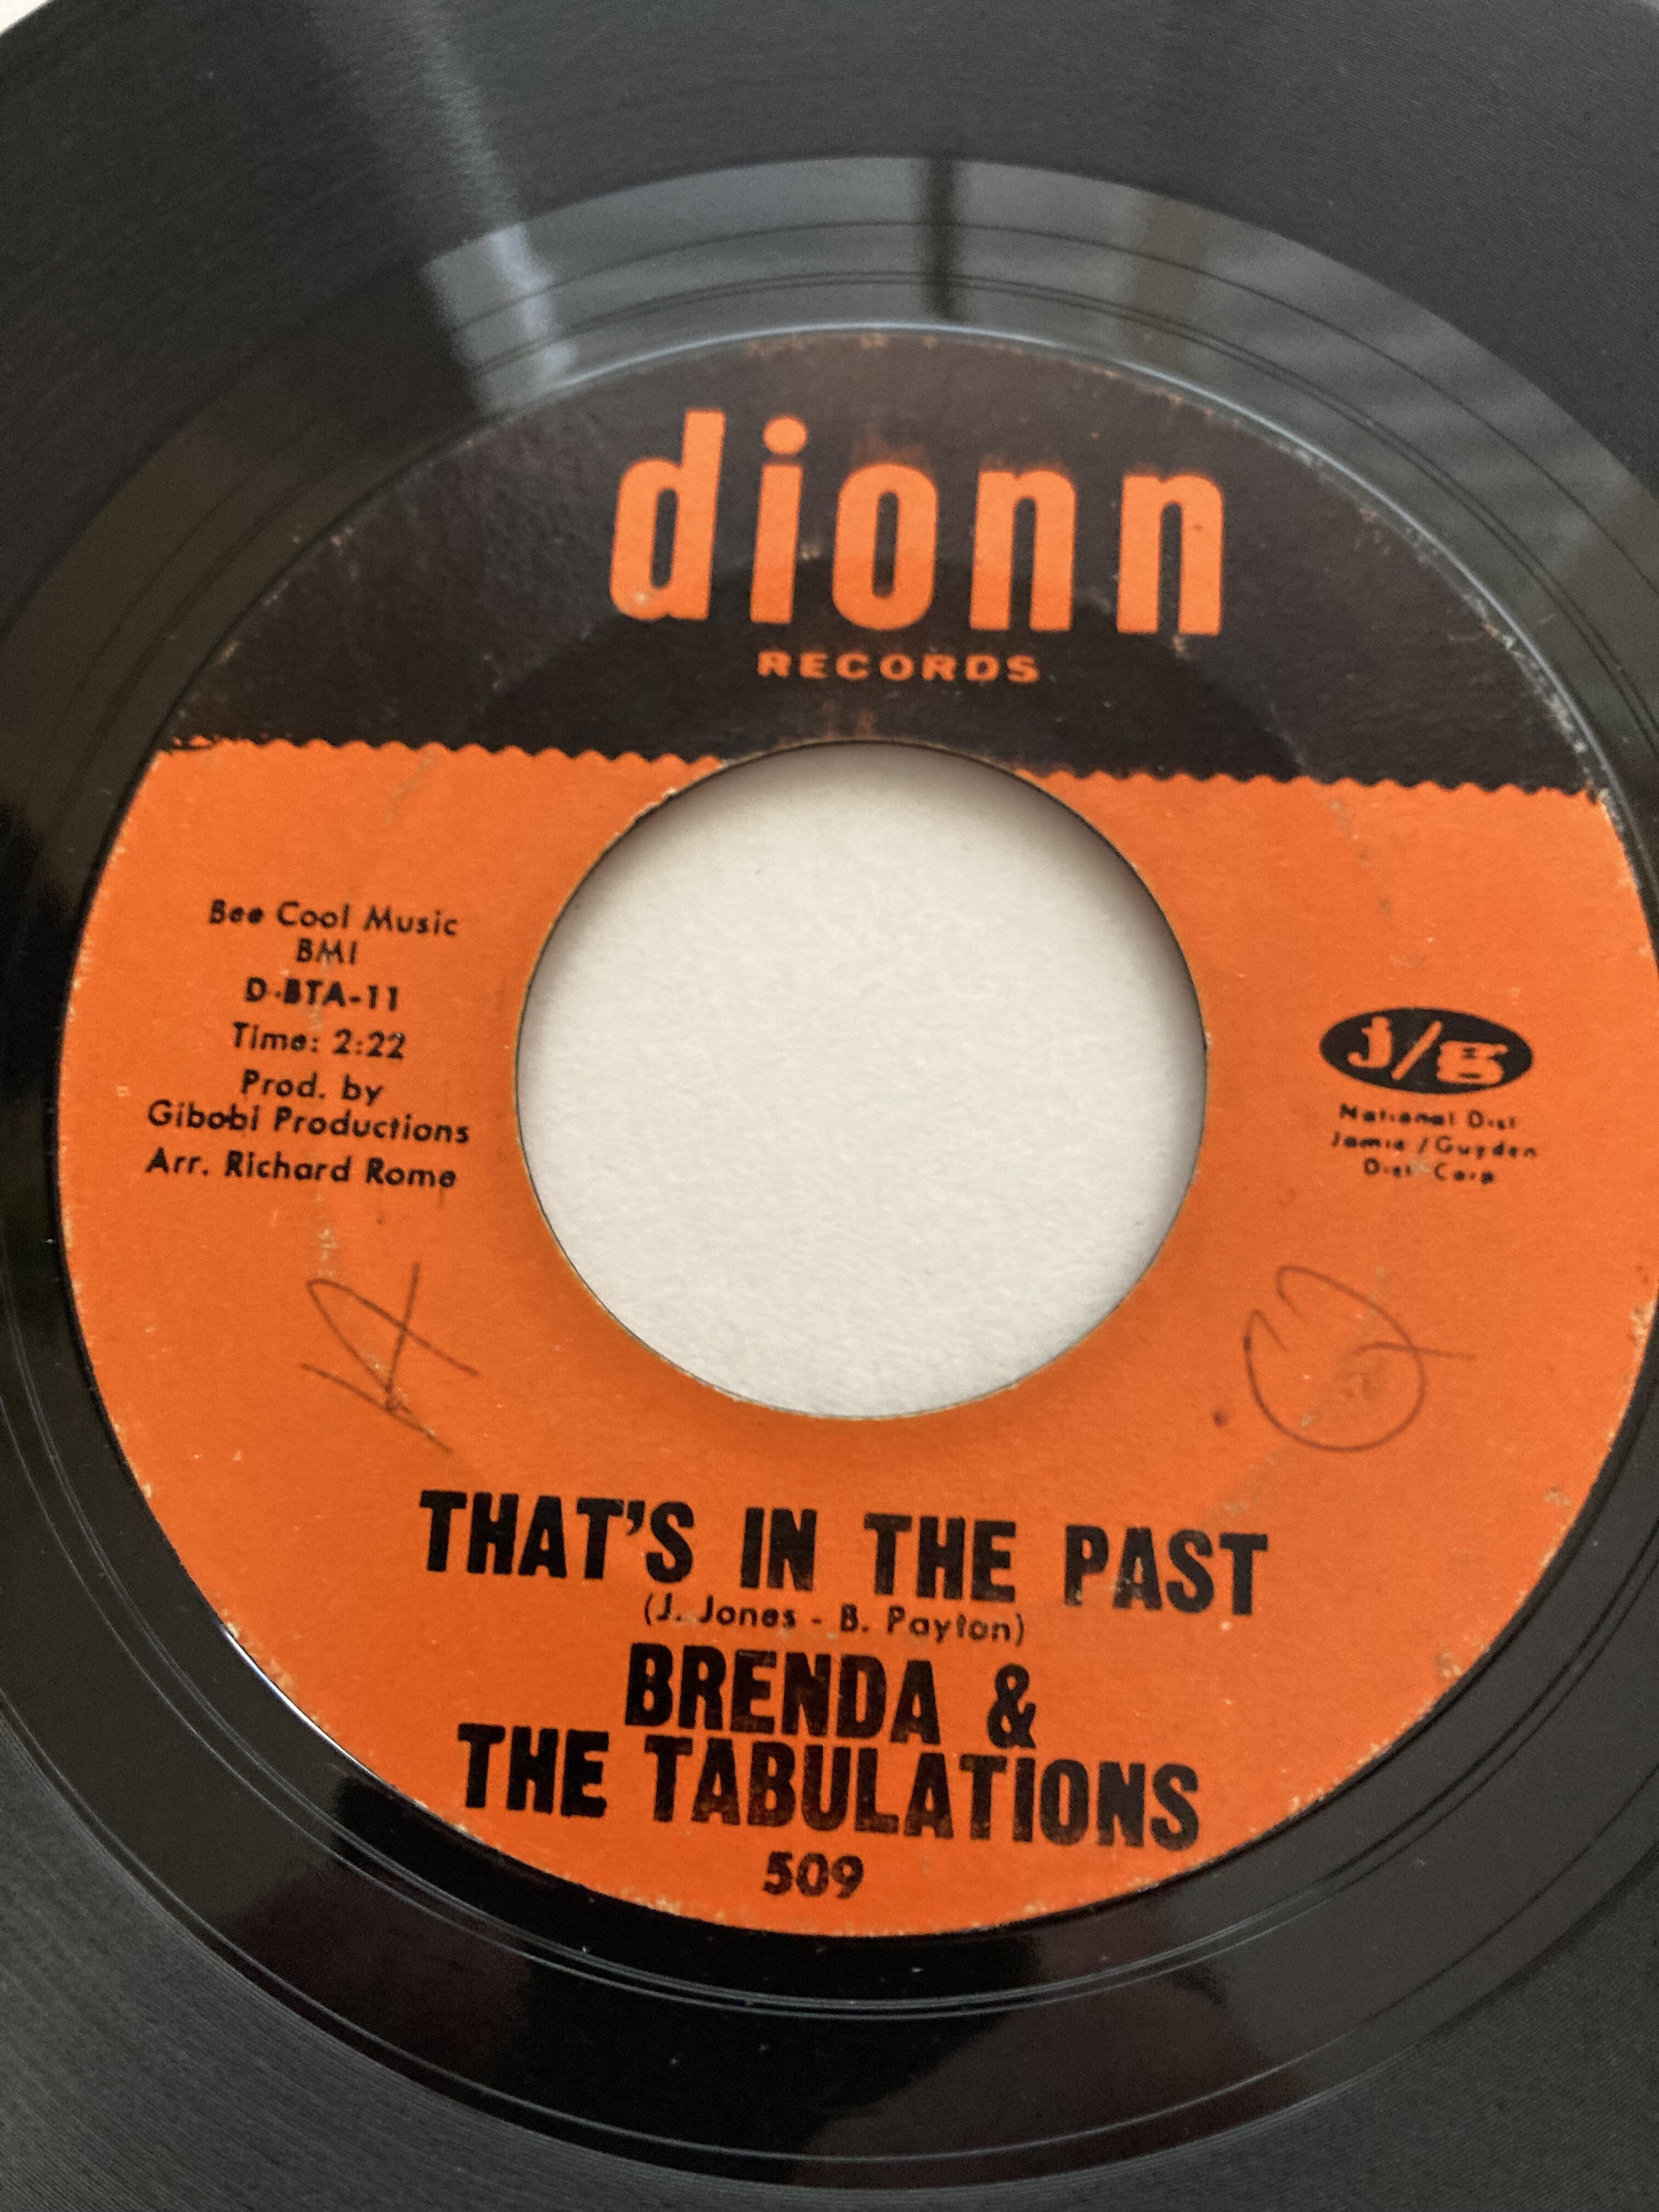 dionn
RECORDS
Bee Cool Music
BMI
D-BTA-11
Time: 2:22
Prod. by
Gibobi Productions
Arr. Richard Rome
j/g
National Dist
Jamie/Guyden
Dist Corp
THAT'S IN THE PAST
(J. Jones - B. Payton)
BRENDA &
THE TABULATIONS
509